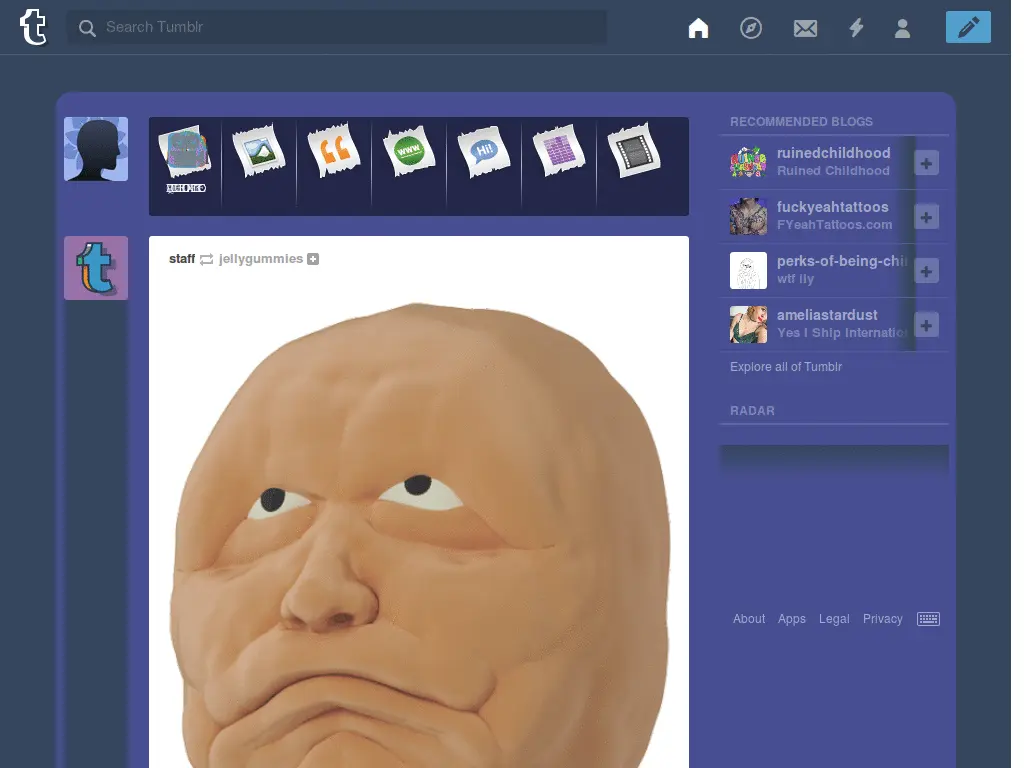 t
Search Tumblr
www
Hi!
t
staff jellygummies
RECOMMENDED BLOGS
ruinedchildhood
Ruined Childhood
fuckyeahtattoos
FYeahTattoos.com
perks-of-being-chi
wtf ily
ameliastardust
Yes I Ship Internatio
Explore all of Tumblr
RADAR
About Apps Legal Privacy